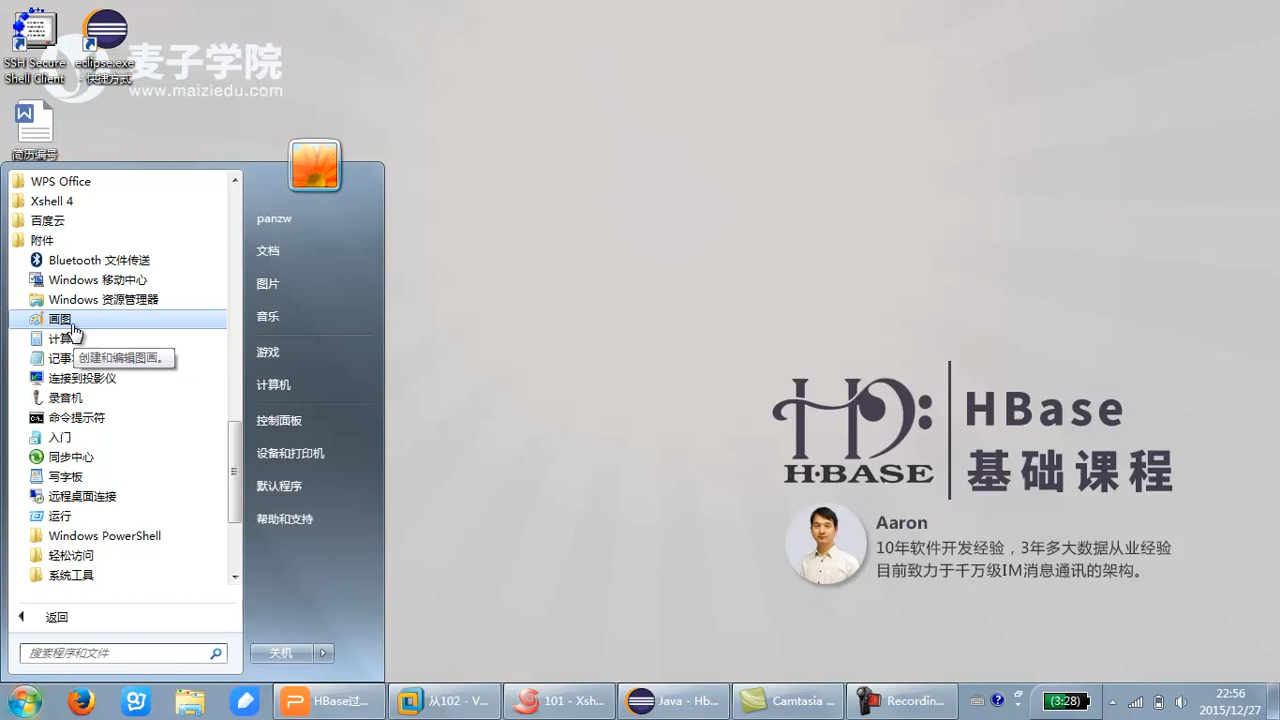 SSH Secure
Shell Client
eclipse.exe
- 快捷方式
麦子学院
www.maiziedu.com
简历编号
WPS Office
Xshell 4
百度云
附件
Bluetooth 文件传送
Windows 移动中心
Windows 资源管理器
画图
计算
记事
创建和编辑图画。
连接到投影仪
录音机
命令提示符
入门
同步中心
写字板
远程桌面连接
运行
Windows PowerShell
轻松访问
系统工具
返回
搜索程序和文件
panzw
文档
图片
音乐
游戏
计算机
控制面板
设备和打印机
默认程序
帮助和支持
关机
H·BASE
HBase
基础课程
Aaron
10年软件开发经验，3年多大数据从业经验
目前致力于千万级IM消息通讯的架构。
HBase过...
从102 - V...
101 - Xsh...
Java - Hb...
Camtasia ...
Recordin...
(3:28)
22:56
2015/12/27